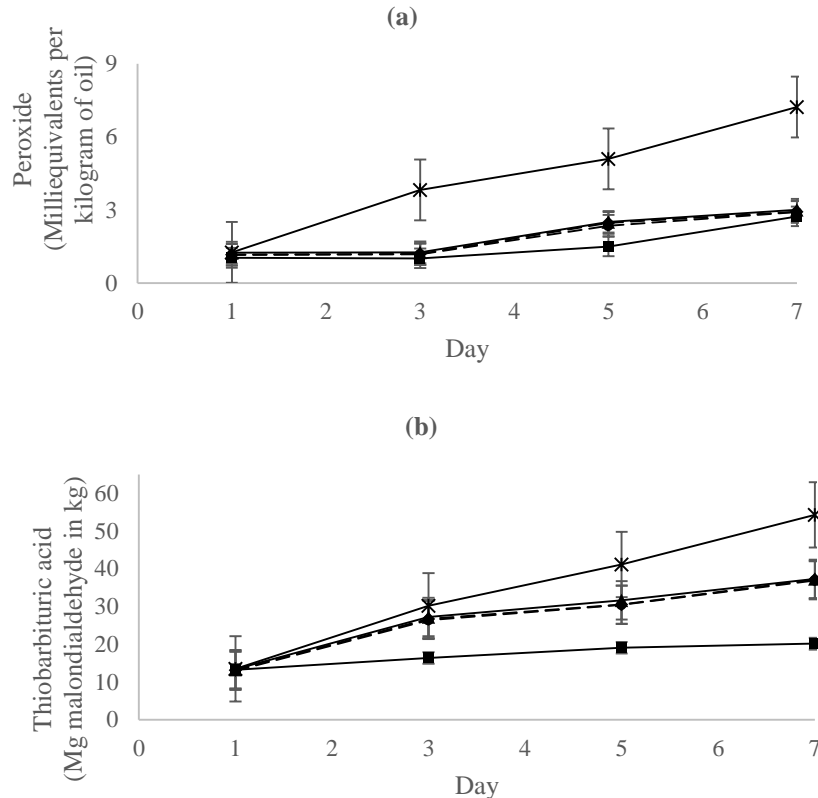 (a)
Peroxide
(Milliequivalents per
kilogram of oil)
9
6
3
0
0 1 2 3 4 5 6 7
Day
(b)
Thiobarbituric acid
(Mg malondialdehyde in kg)
60
50
40
30
20
10
0
0 1 2 3 4 5 6 7
Day